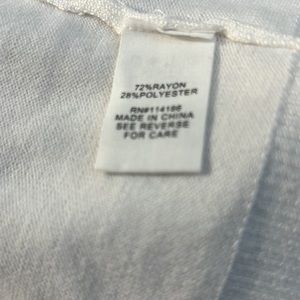 72%RAYON
28%POLYESTER
RN#114186
MADE IN CHINA
SEE REVERSE
FOR CARE